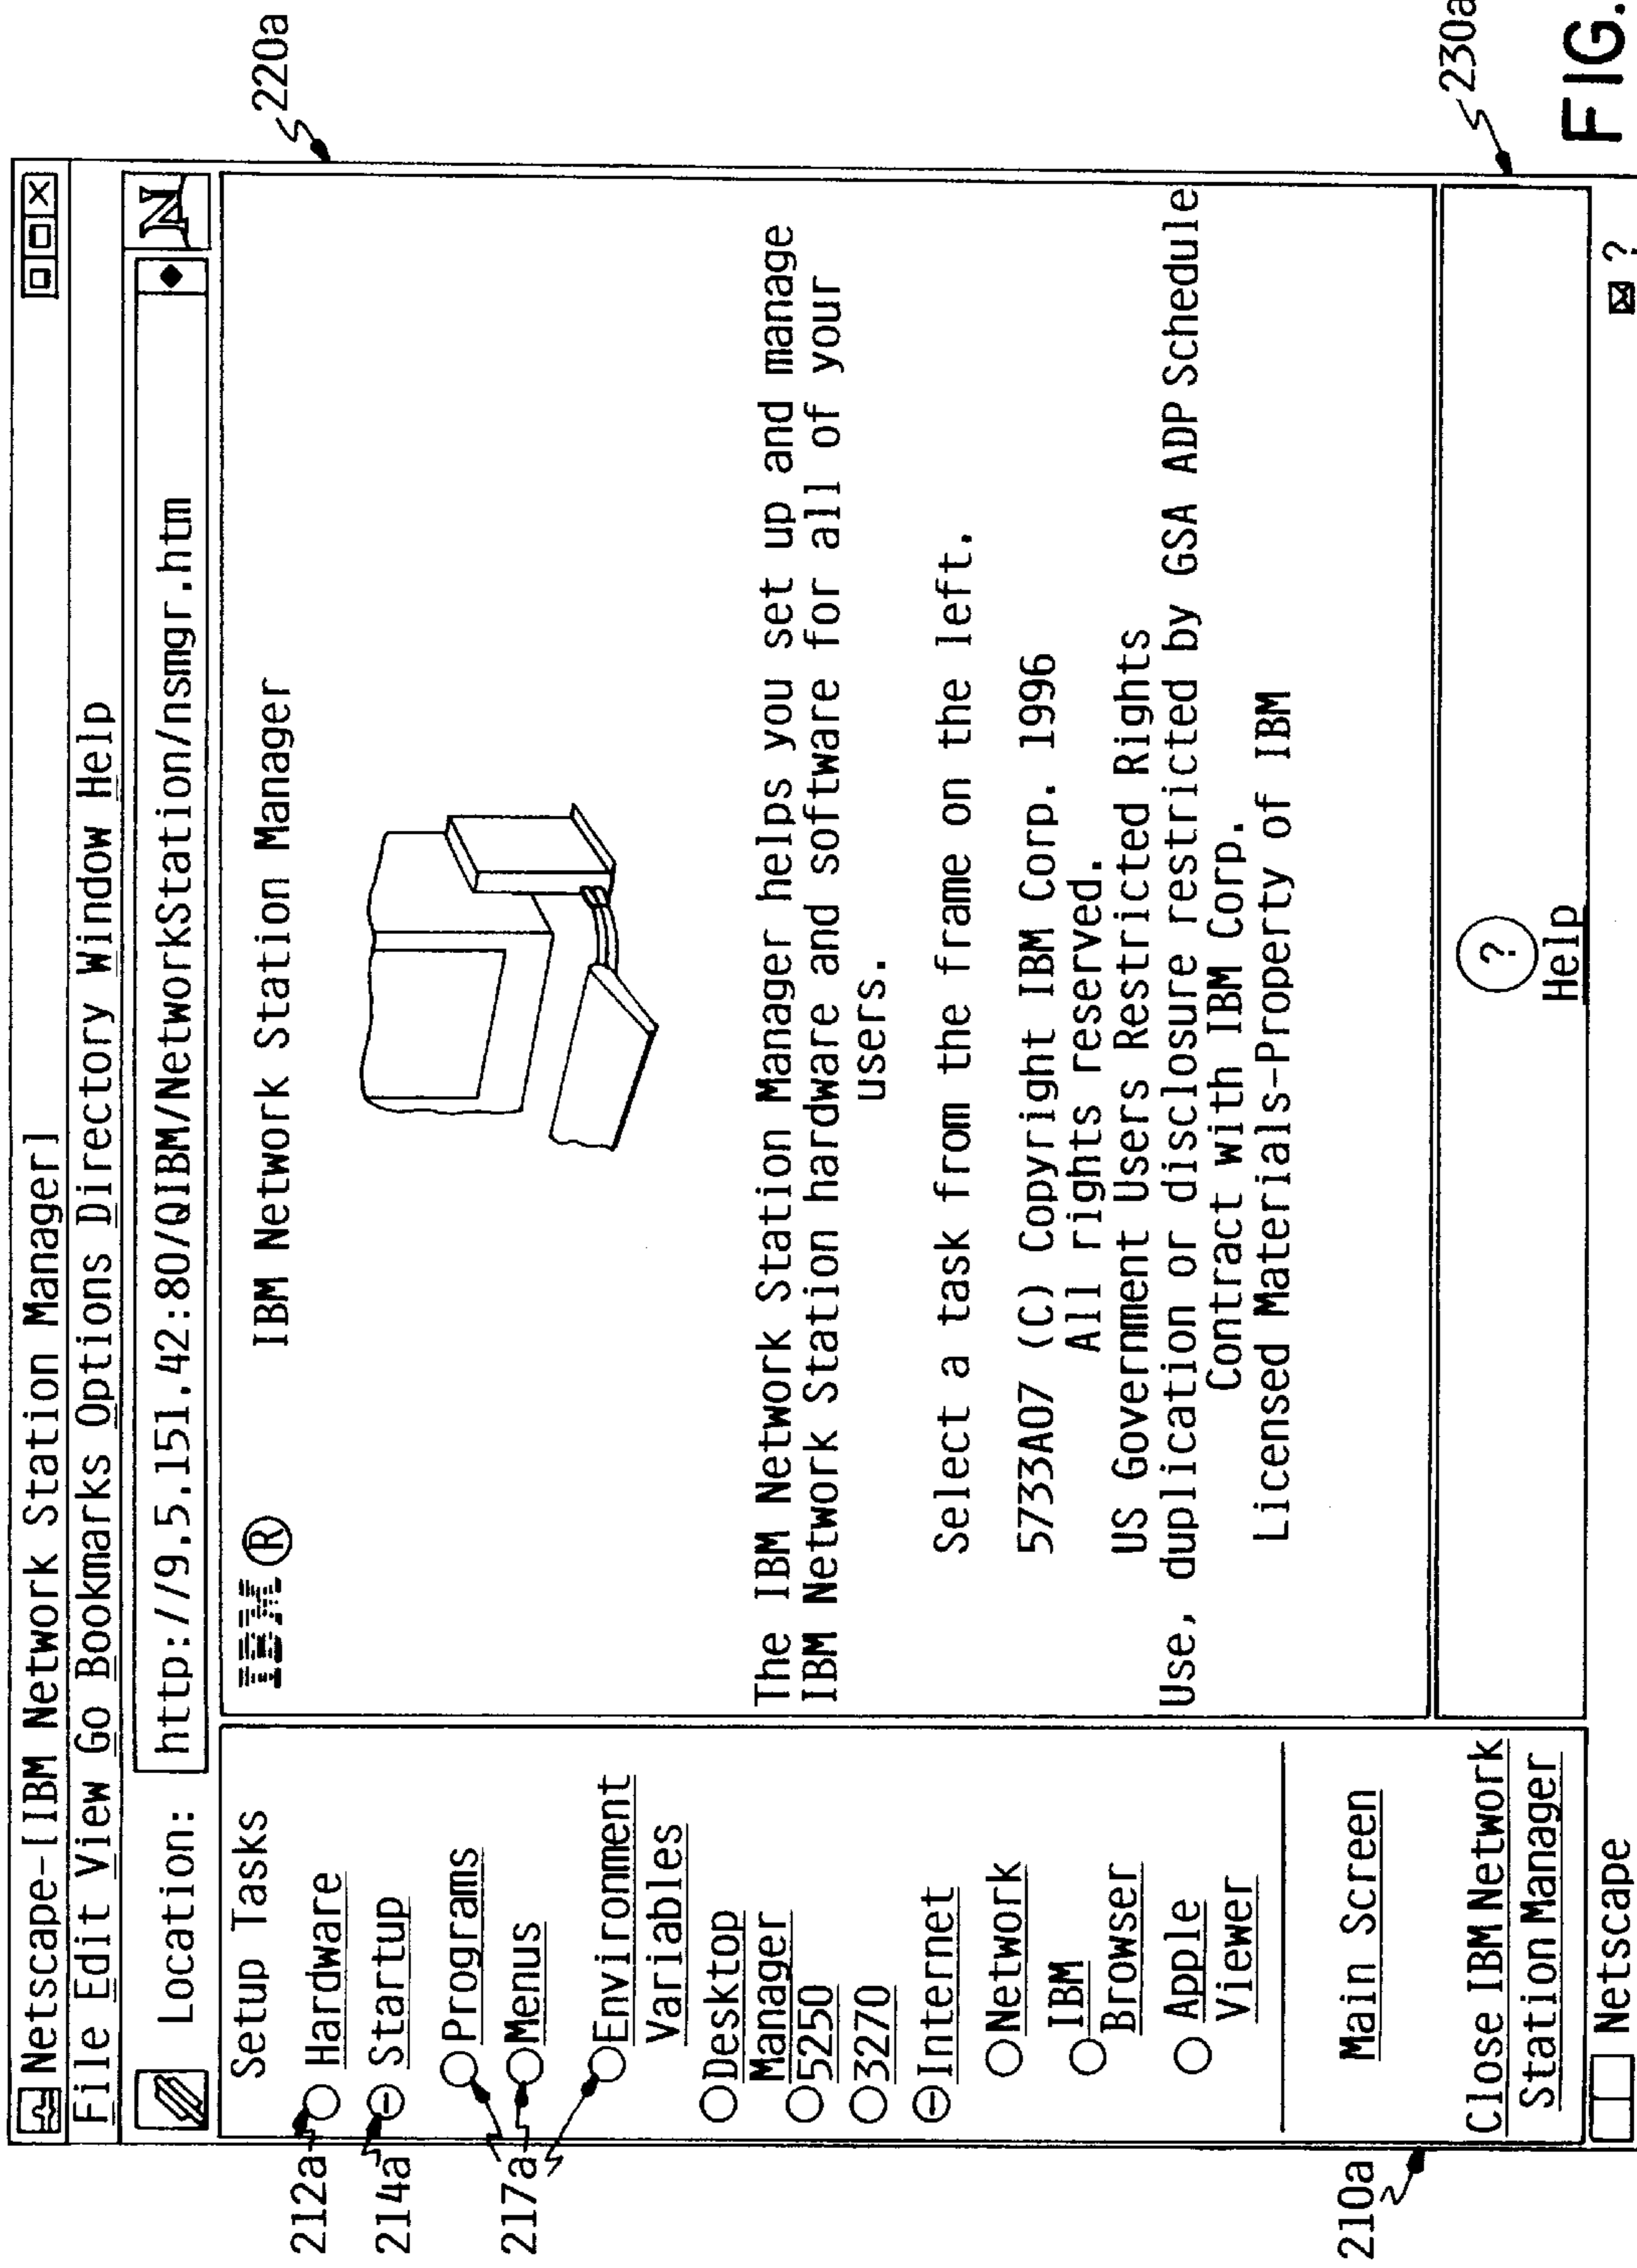 Netscape-[IBM Network Station Manager]
File Edit View Go Bookmarks Options Directory Window Help
Location: http://9.5.151.42:80/QIBM/NetworkStation/nsmgr.htm
N
220a
Setup Tasks
212a
Hardware
214a
Startup
Programs
217a
Menus
Environment
Variables
Desktop
Manager
5250
3270
Internet
Network
IBM
Browser
Apple
Viewer
Main Screen
210a
Close IBM Network
Station Manager
IBM®
IBM Network Station Manager
The IBM Network Station Manager helps you set up and manage
IBM Network Station hardware and software for all of your
users.
Select a task from the frame on the left.
5733A07 (C) Copyright IBM Corp. 1996
All rights reserved.
US Government Users Restricted Rights
Use, duplication or disclosure restricted by GSA ADP Schedule
Contract with IBM Corp.
Licensed Materials-Property of IBM
230a
?
Help
Netscape
?
FIG.